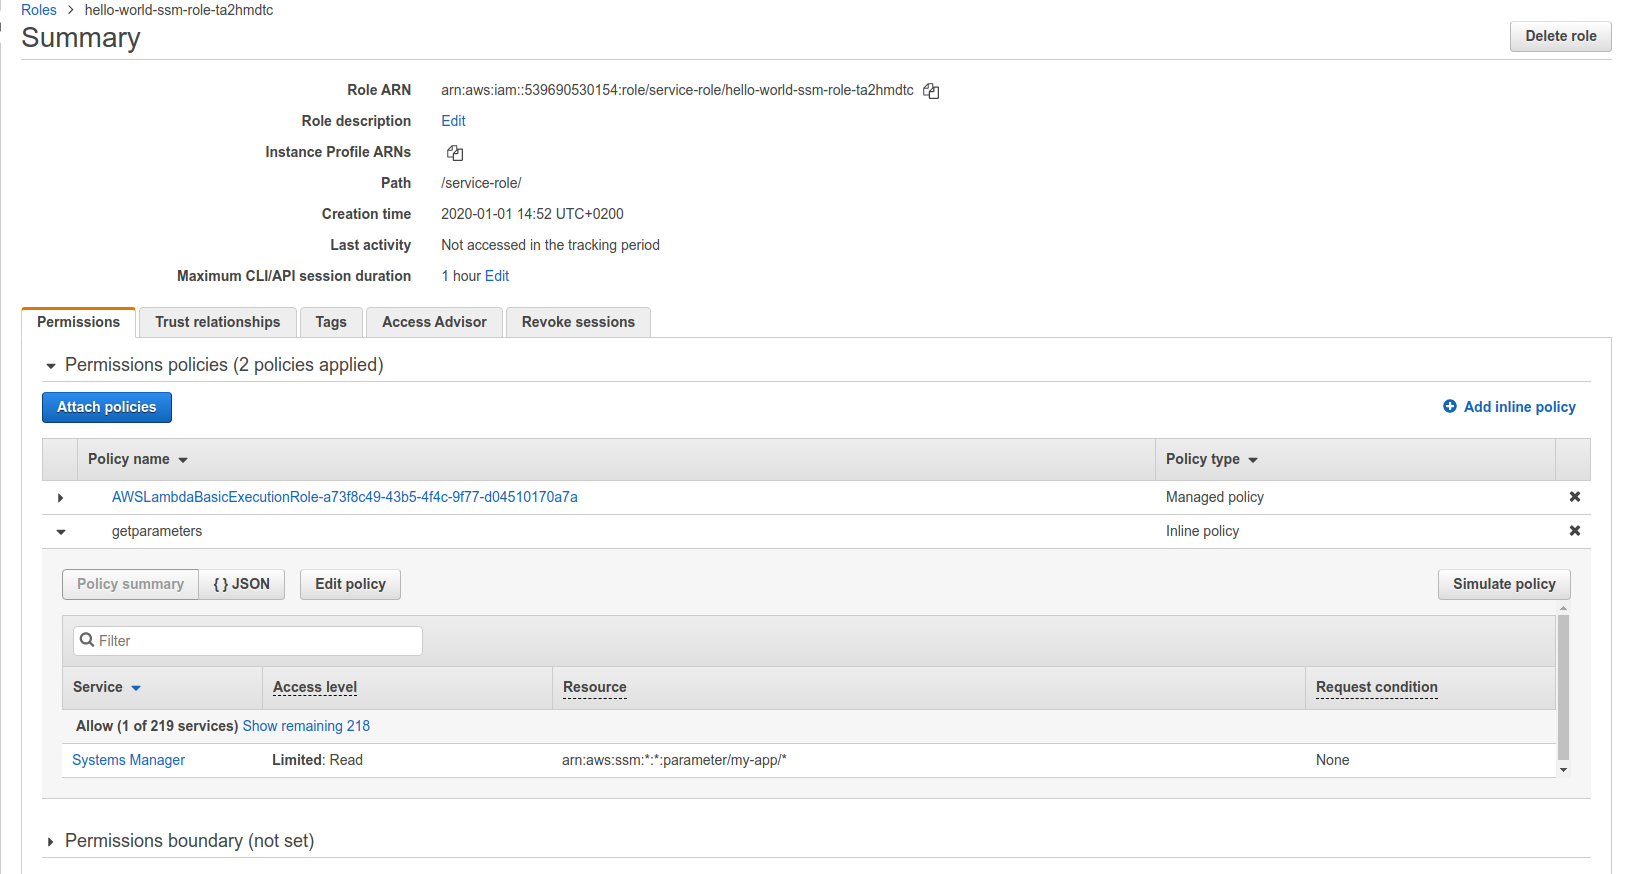 Roles > hello-world-ssm-role-ta2hmdtc
Summary
Delete role
Role ARN arn:aws:iam::539690530154:role/service-role/hello-world-ssm-role-ta2hmdtc
Role description Edit
Instance Profile ARNs
Path /service-role/
Creation time 2020-01-01 14:52 UTC+0200
Last activity Not accessed in the tracking period
Maximum CLI/API session duration 1 hour Edit
Permissions Trust relationships Tags Access Advisor Revoke sessions
Permissions policies (2 policies applied)
Attach policies Add inline policy
Policy name Policy type
AWSLambdaBasicExecutionRole-a73f8c49-43b5-4f4c-9f77-d04510170a7a Managed policy
getparameters Inline policy
Policy summary { } JSON Edit policy Simulate policy
Filter
Service Access level Resource Request condition
Allow (1 of 219 services) Show remaining 218
Systems Manager Limited: Read arn:aws:ssm:*:*:parameter/my-app/* None
Permissions boundary (not set)